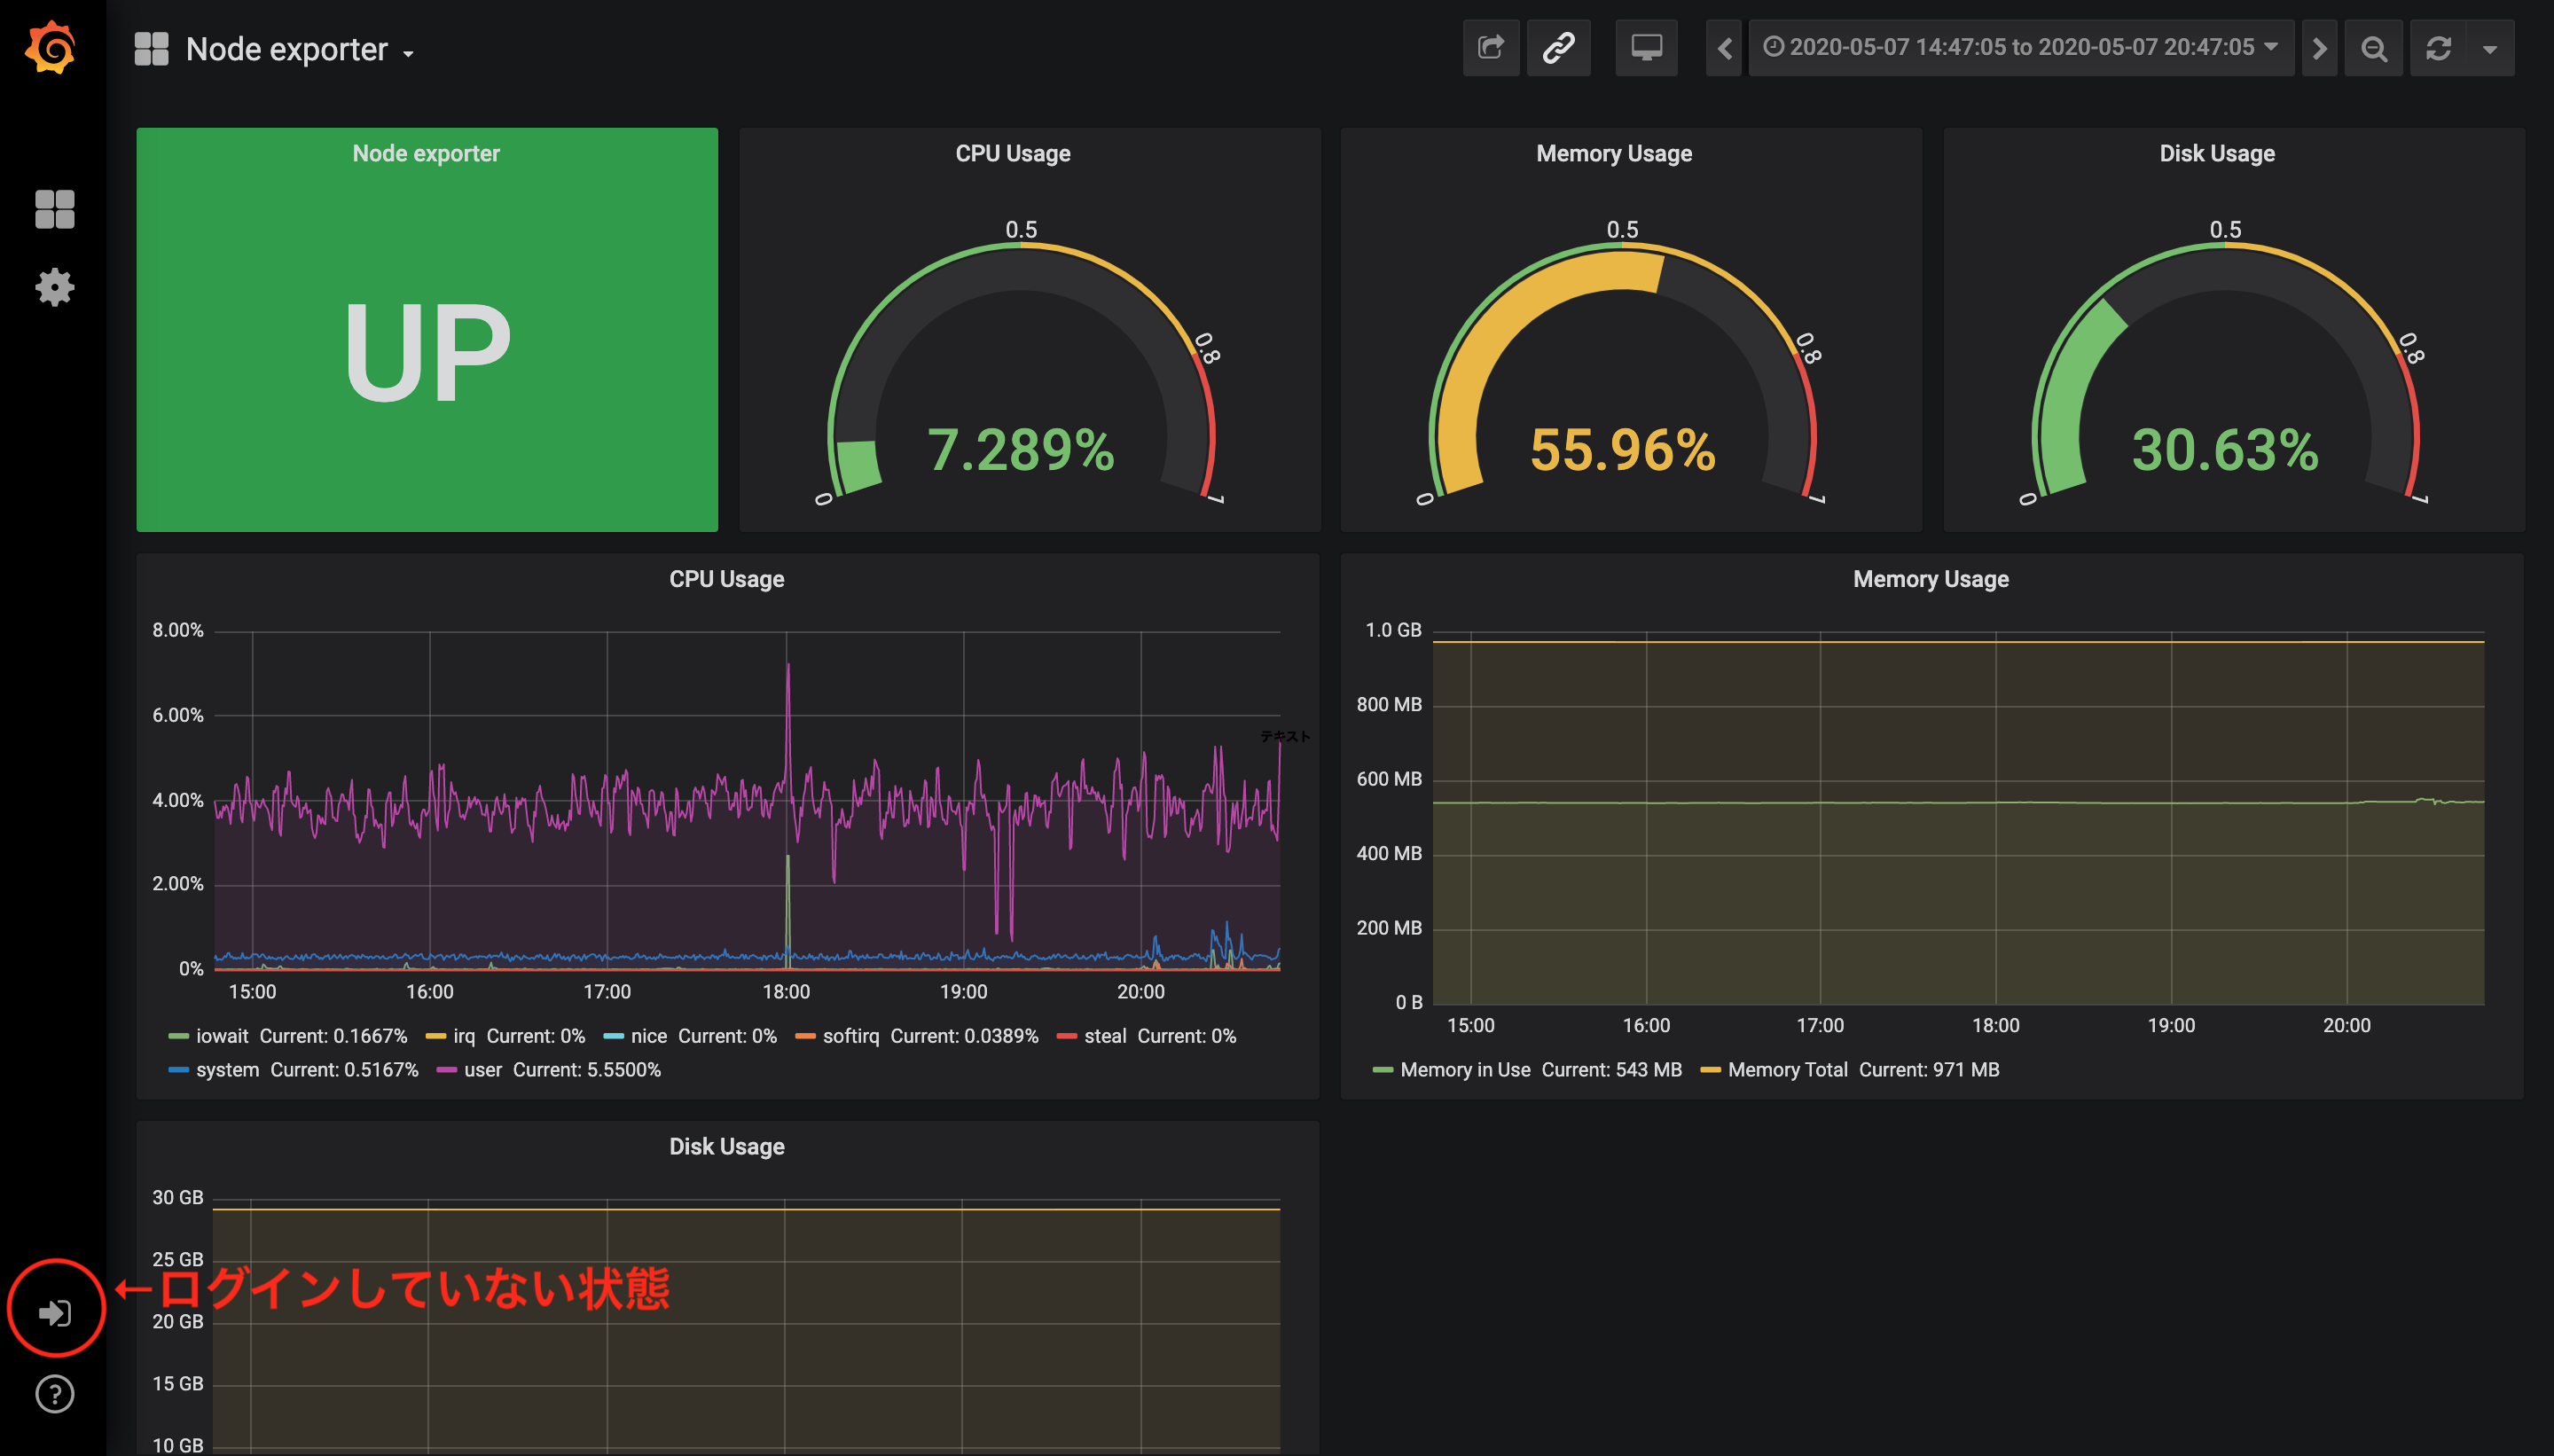 Node exporter
2020-05-07 14:47:05 to 2020-05-07 20:47:05
Node exporter
UP
CPU Usage
0.5
0.8
0
1
7.289%
Memory Usage
0.5
0.8
0
1
55.96%
Disk Usage
0.5
0.8
0
1
30.63%
CPU Usage
8.00%
6.00%
4.00%
2.00%
0%
テキスト
15:00 16:00 17:00 18:00 19:00 20:00
iowait Current: 0.1667% irq Current: 0% nice Current: 0% softirq Current: 0.0389% steal Current: 0%
system Current: 0.5167% user Current: 5.5500%
Memory Usage
1.0 GB
800 MB
600 MB
400 MB
200 MB
0 B
15:00 16:00 17:00 18:00 19:00 20:00
Memory in Use Current: 543 MB Memory Total Current: 971 MB
Disk Usage
30 GB
25 GB
20 GB
15 GB
10 GB
←ログインしていない状態
?